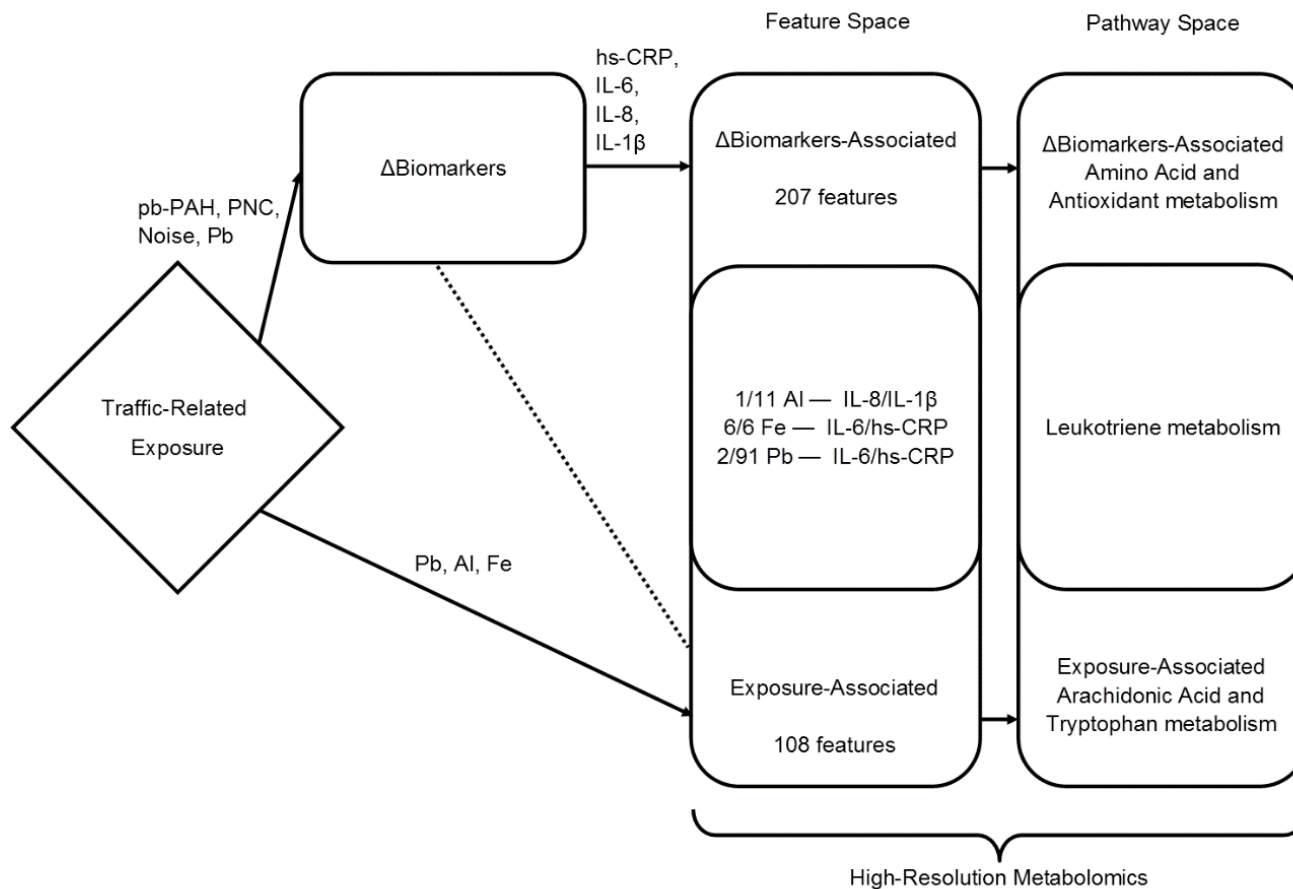 Feature Space
Pathway Space
hs-CRP,
IL-6,
IL-8,
IL-1β
ΔBiomarkers
ΔBiomarkers-Associated
207 features
ΔBiomarkers-Associated
Amino Acid and
Antioxidant metabolism
pb-PAH, PNC,
Noise, Pb
Traffic-Related
Exposure
1/11 Al — IL-8/IL-1β
6/6 Fe — IL-6/hs-CRP
2/91 Pb — IL-6/hs-CRP
Leukotriene metabolism
Pb, Al, Fe
Exposure-Associated
108 features
Exposure-Associated
Arachidonic Acid and
Tryptophan metabolism
High-Resolution Metabolomics